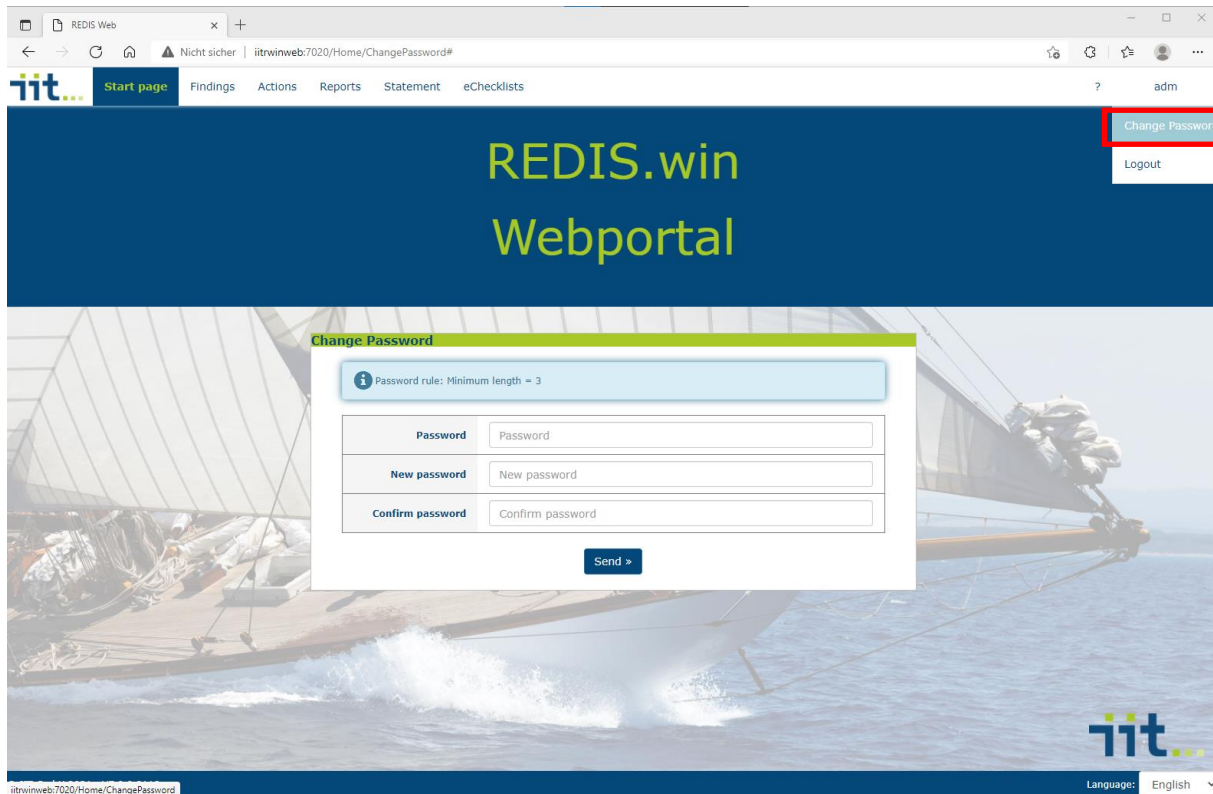 REDIS Web
Nicht sicher | iitrwinweb:7020/Home/ChangePassword#
iit...
Start page Findings Actions Reports Statement eChecklists ? adm
Change Passwor
Logout
REDIS.win
Webportal
Change Password
Password rule: Minimum length = 3
Password Password
New password New password
Confirm password Confirm password
Send »
iit...
iitrwinweb:7020/Home/ChangePassword
Language: English